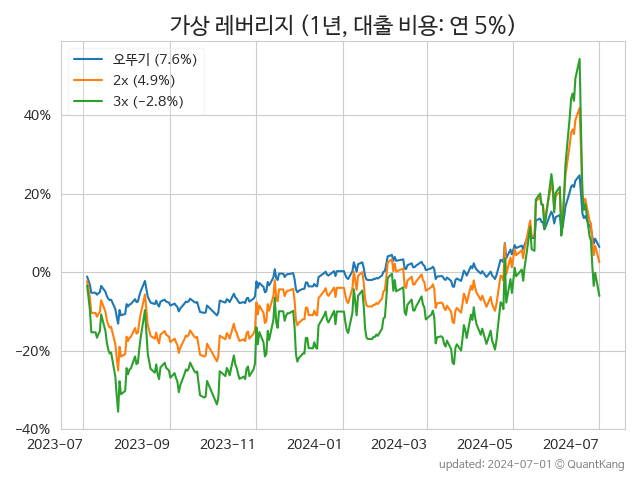 가상 레버리지 (1년, 대출 비용: 연 5%)
오뚜기 (7.6%)
2x (4.9%)
3x (−2.8%)
40%
20%
0%
−20%
−40%
2023-07 2023-09 2023-11 2024-01 2024-03 2024-05 2024-07
updated: 2024-07-01 © QuantKang